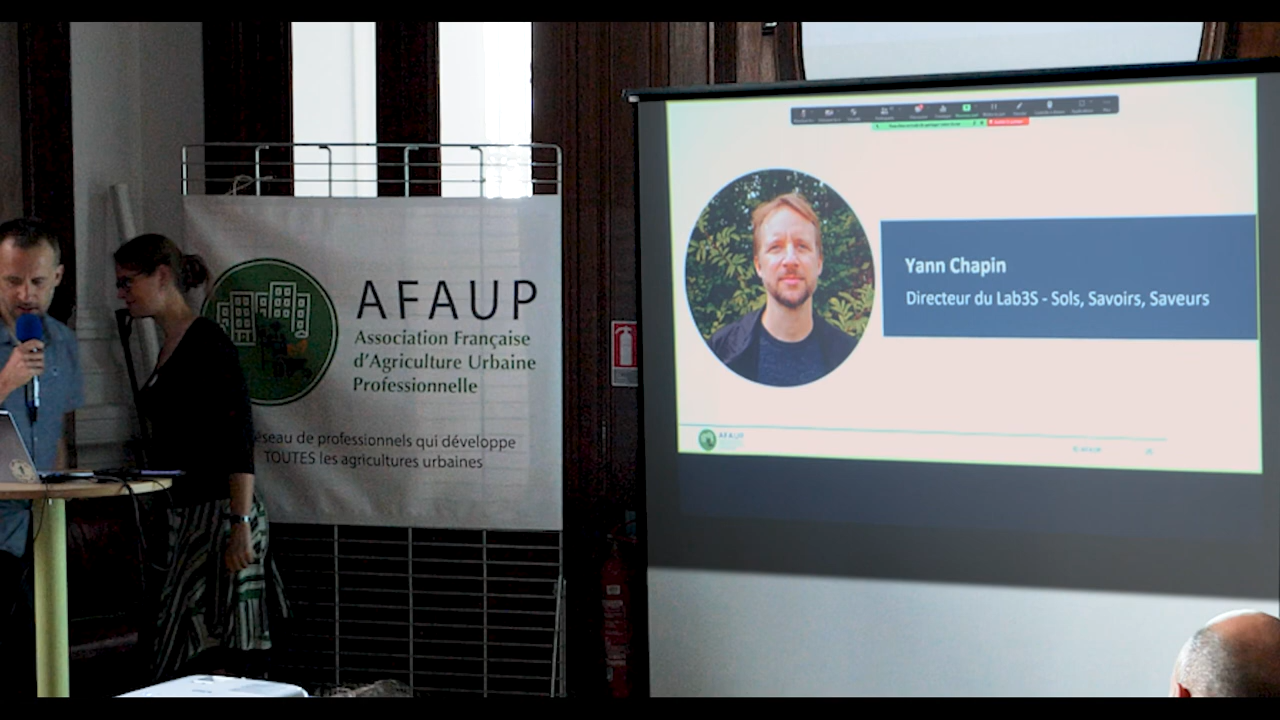 AFAUP
Association Française
d'Agriculture Urbaine
Professionnelle
de professionnels qui développe
TOUTES les agricultures urbaines
Yann Chapin
Directeur du Lab3S - Sols, Savoirs, Saveurs
AFAUP